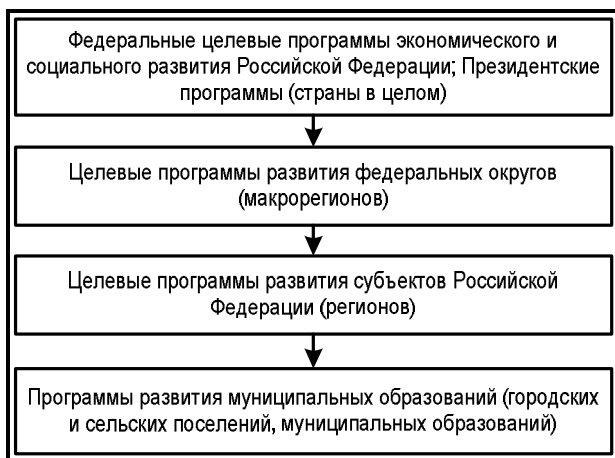 Федеральные целевые программы экономического и
социального развития Российской Федерации; Президентские
программы (страны в целом)
Целевые программы развития федеральных округов
(макрорегионов)
Целевые программы развития субъектов Российской
Федерации (регионов)
Программы развития муниципальных образований (городских
и сельских поселений, муниципальных образований)